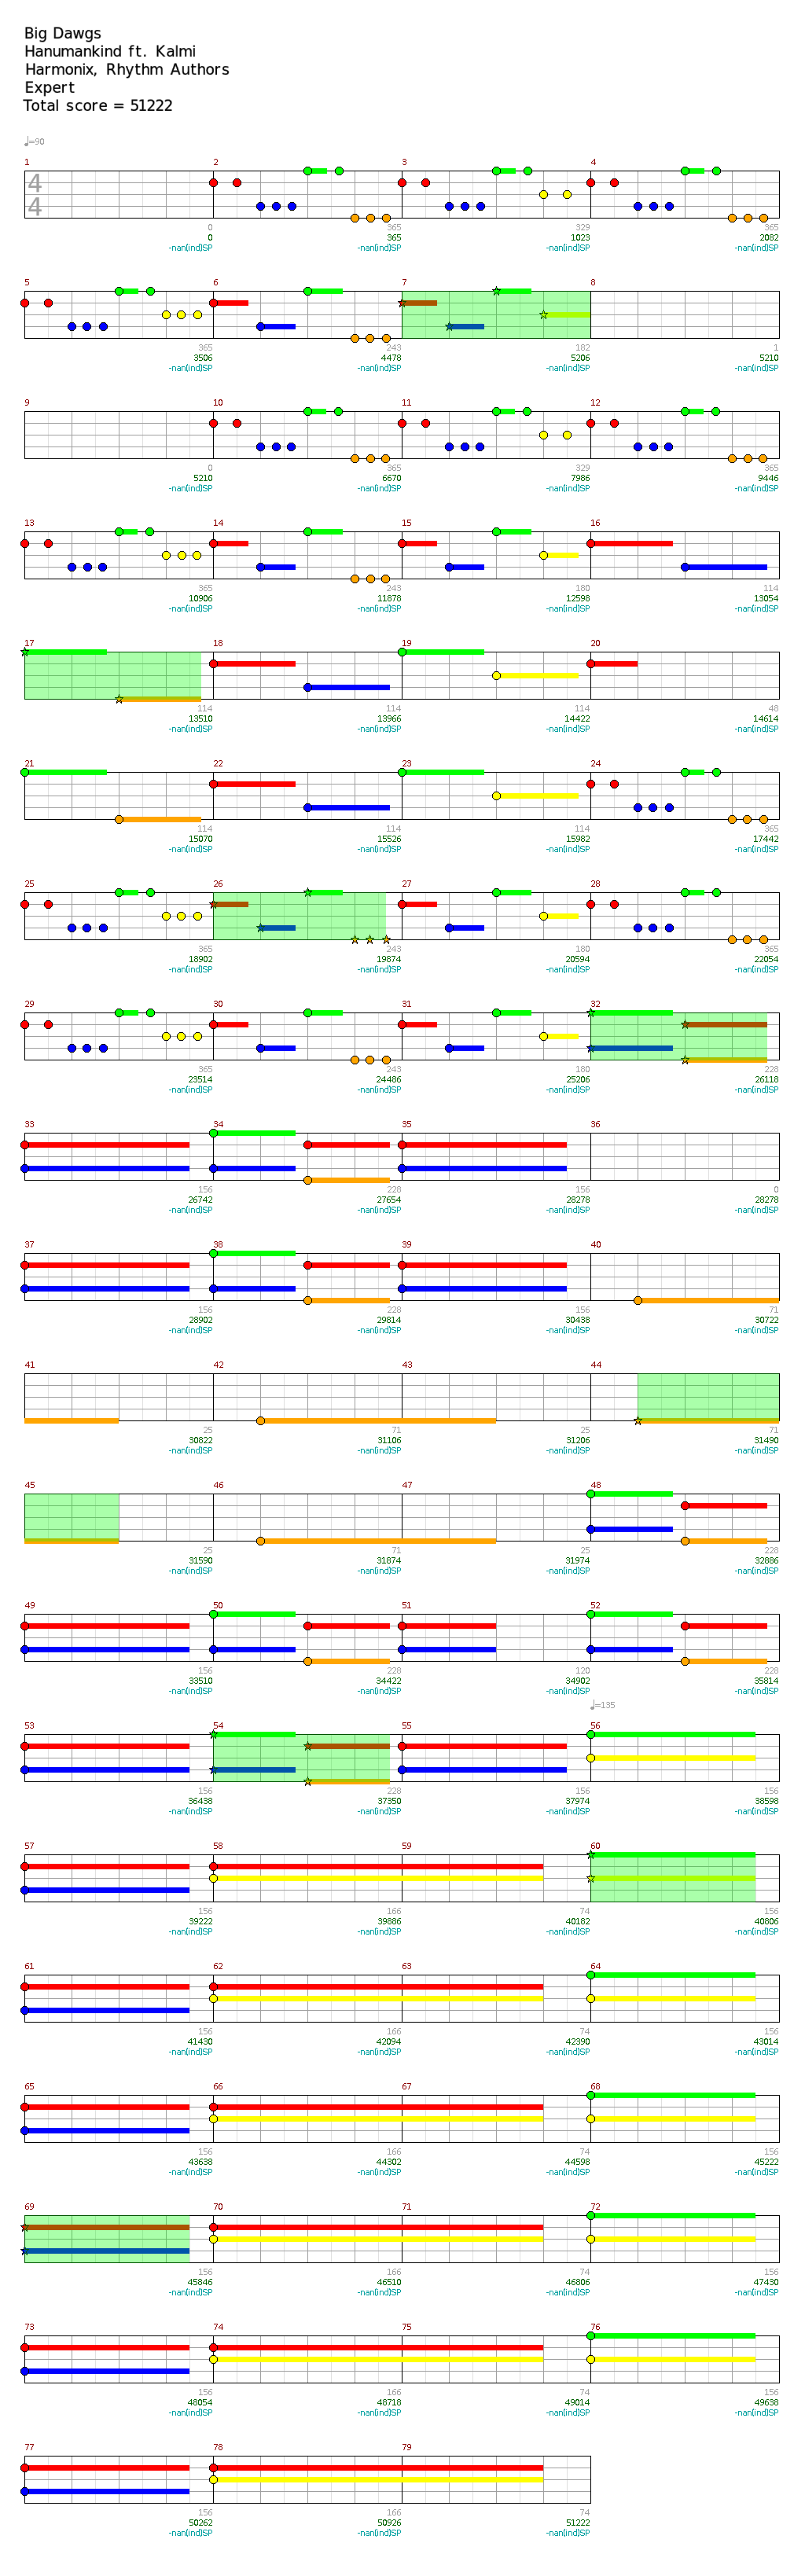 Big Dawgs
Hanumankind ft. Kalmi
Harmonix, Rhythm Authors
Expert
Total score = 51222
♩=90
1 2 3 4
4
4
0 365 329 365
0 365 1023 2082
-nan(ind)SP -nan(ind)SP -nan(ind)SP -nan(ind)SP
5 6 7 8
365 243 182 1
3506 4478 5206 5210
-nan(ind)SP -nan(ind)SP -nan(ind)SP -nan(ind)SP
9 10 11 12
0 365 329 365
5210 6670 7986 9446
-nan(ind)SP -nan(ind)SP -nan(ind)SP -nan(ind)SP
13 14 15 16
365 243 180 114
10906 11878 12598 13054
-nan(ind)SP -nan(ind)SP -nan(ind)SP -nan(ind)SP
17 18 19 20
114 114 114 48
13510 13966 14422 14614
-nan(ind)SP -nan(ind)SP -nan(ind)SP -nan(ind)SP
21 22 23 24
114 114 114 365
15070 15526 15982 17442
-nan(ind)SP -nan(ind)SP -nan(ind)SP -nan(ind)SP
25 26 27 28
365 243 180 365
18902 19874 20594 22054
-nan(ind)SP -nan(ind)SP -nan(ind)SP -nan(ind)SP
29 30 31 32
365 243 180 228
23514 24486 25206 26118
-nan(ind)SP -nan(ind)SP -nan(ind)SP -nan(ind)SP
33 34 35 36
156 228 156 0
26742 27654 28278 28278
-nan(ind)SP -nan(ind)SP -nan(ind)SP -nan(ind)SP
37 38 39 40
156 228 156 71
28902 29814 30438 30722
-nan(ind)SP -nan(ind)SP -nan(ind)SP -nan(ind)SP
41 42 43 44
25 71 25 71
30822 31106 31206 31490
-nan(ind)SP -nan(ind)SP -nan(ind)SP -nan(ind)SP
45 46 47 48
25 71 25 228
31590 31874 31974 32886
-nan(ind)SP -nan(ind)SP -nan(ind)SP -nan(ind)SP
49 50 51 52
156 228 120 228
33510 34422 34902 35814
-nan(ind)SP -nan(ind)SP -nan(ind)SP -nan(ind)SP
♩=135
53 54 55 56
156 228 156 156
36438 37350 37974 38598
-nan(ind)SP -nan(ind)SP -nan(ind)SP -nan(ind)SP
57 58 59 60
156 166 74 156
39222 39886 40182 40806
-nan(ind)SP -nan(ind)SP -nan(ind)SP -nan(ind)SP
61 62 63 64
156 166 74 156
41430 42094 42390 43014
-nan(ind)SP -nan(ind)SP -nan(ind)SP -nan(ind)SP
65 66 67 68
156 166 74 156
43638 44302 44598 45222
-nan(ind)SP -nan(ind)SP -nan(ind)SP -nan(ind)SP
69 70 71 72
156 166 74 156
45846 46510 46806 47430
-nan(ind)SP -nan(ind)SP -nan(ind)SP -nan(ind)SP
73 74 75 76
156 166 74 156
48054 48718 49014 49638
-nan(ind)SP -nan(ind)SP -nan(ind)SP -nan(ind)SP
77 78 79
156 166 74
50262 50926 51222
-nan(ind)SP -nan(ind)SP -nan(ind)SP